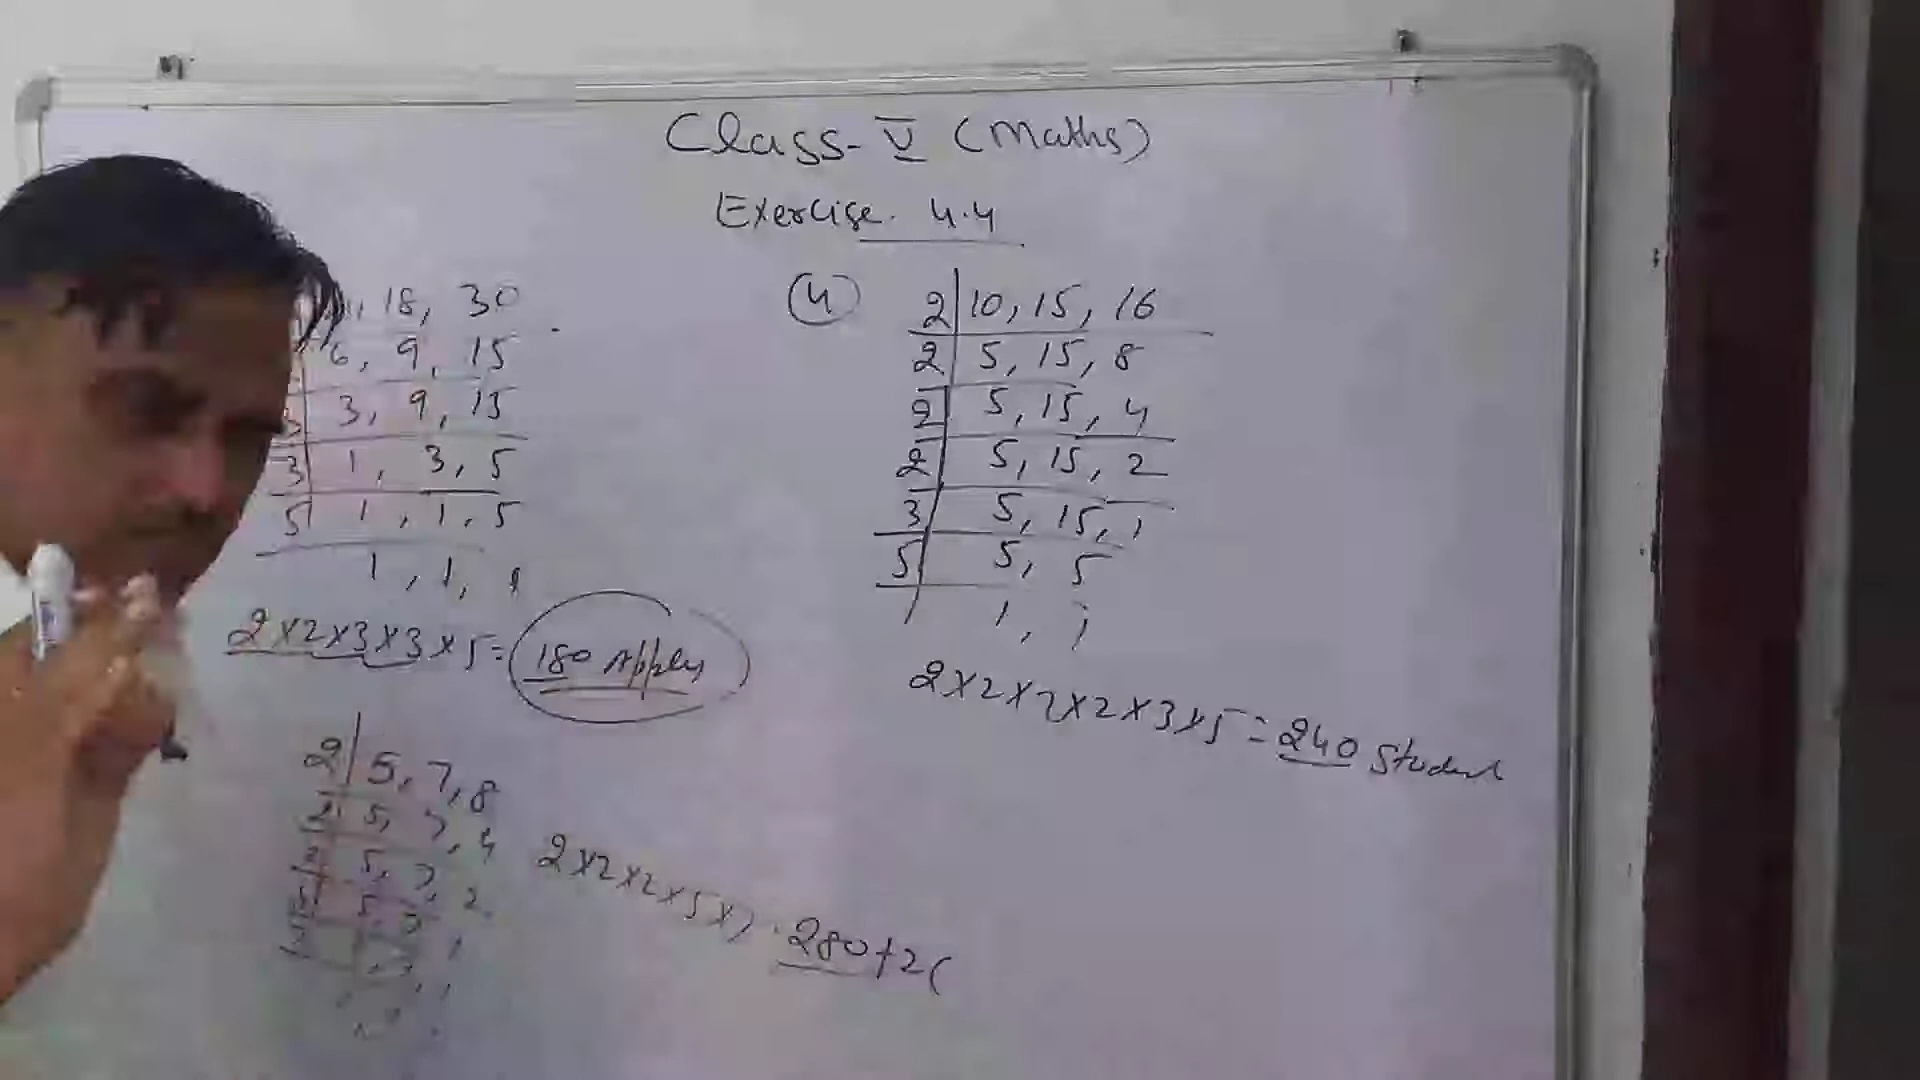 Class-V (Maths)
Exercise. 4.4
18, 30
6, 9, 15
3 | 3, 9, 15
3 | 1, 3, 5
5 | 1, 1, 5
1, 1, 1
2×2×3×3×5= 180 Apples
(4)
2 | 10, 15, 16
2 | 5, 15, 8
2 | 5, 15, 4
2 | 5, 15, 2
3 | 5, 15, 1
5 | 5, 5
1, 1
2×2×2×2×3×5=240 Student
2 | 5, 7, 8
2 | 5, 7, 4
5, 7, 2
2×2×2×5×7 280+2(